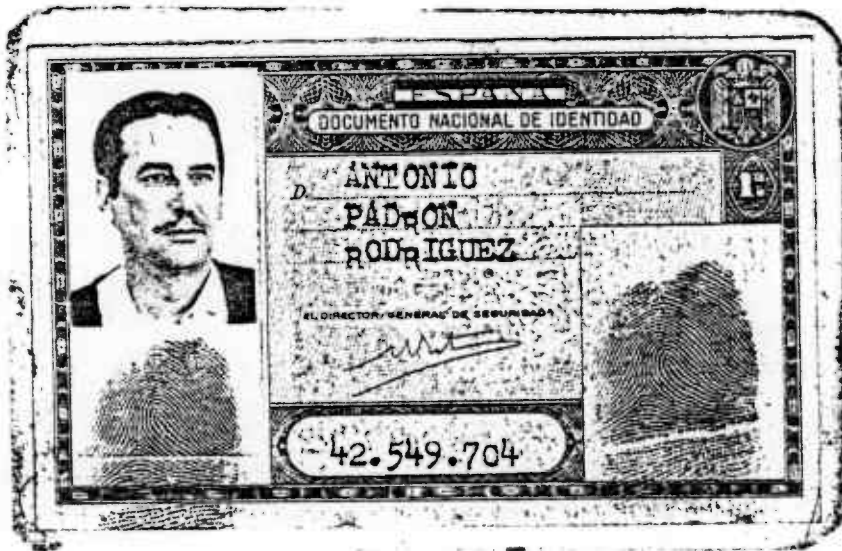 ESPAÑA
DOCUMENTO NACIONAL DE IDENTIDAD
D. ANTONIO
PADRON
RODRIGUEZ
EL DIRECTOR GENERAL DE SEGURIDAD
42.549.704